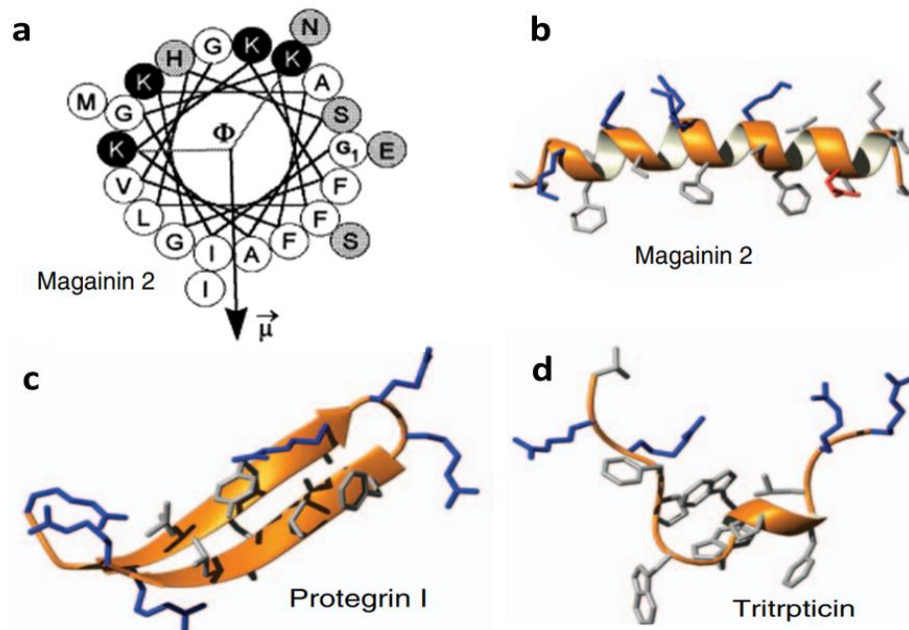 a
b
N
H
G
K
K
K
A
M
G
S
Φ
K
G₁
E
V
F
L
F
S
G
I
A
F
I
Magainin 2
μ⃗
Magainin 2
c
d
Protegrin I
Tritrpticin